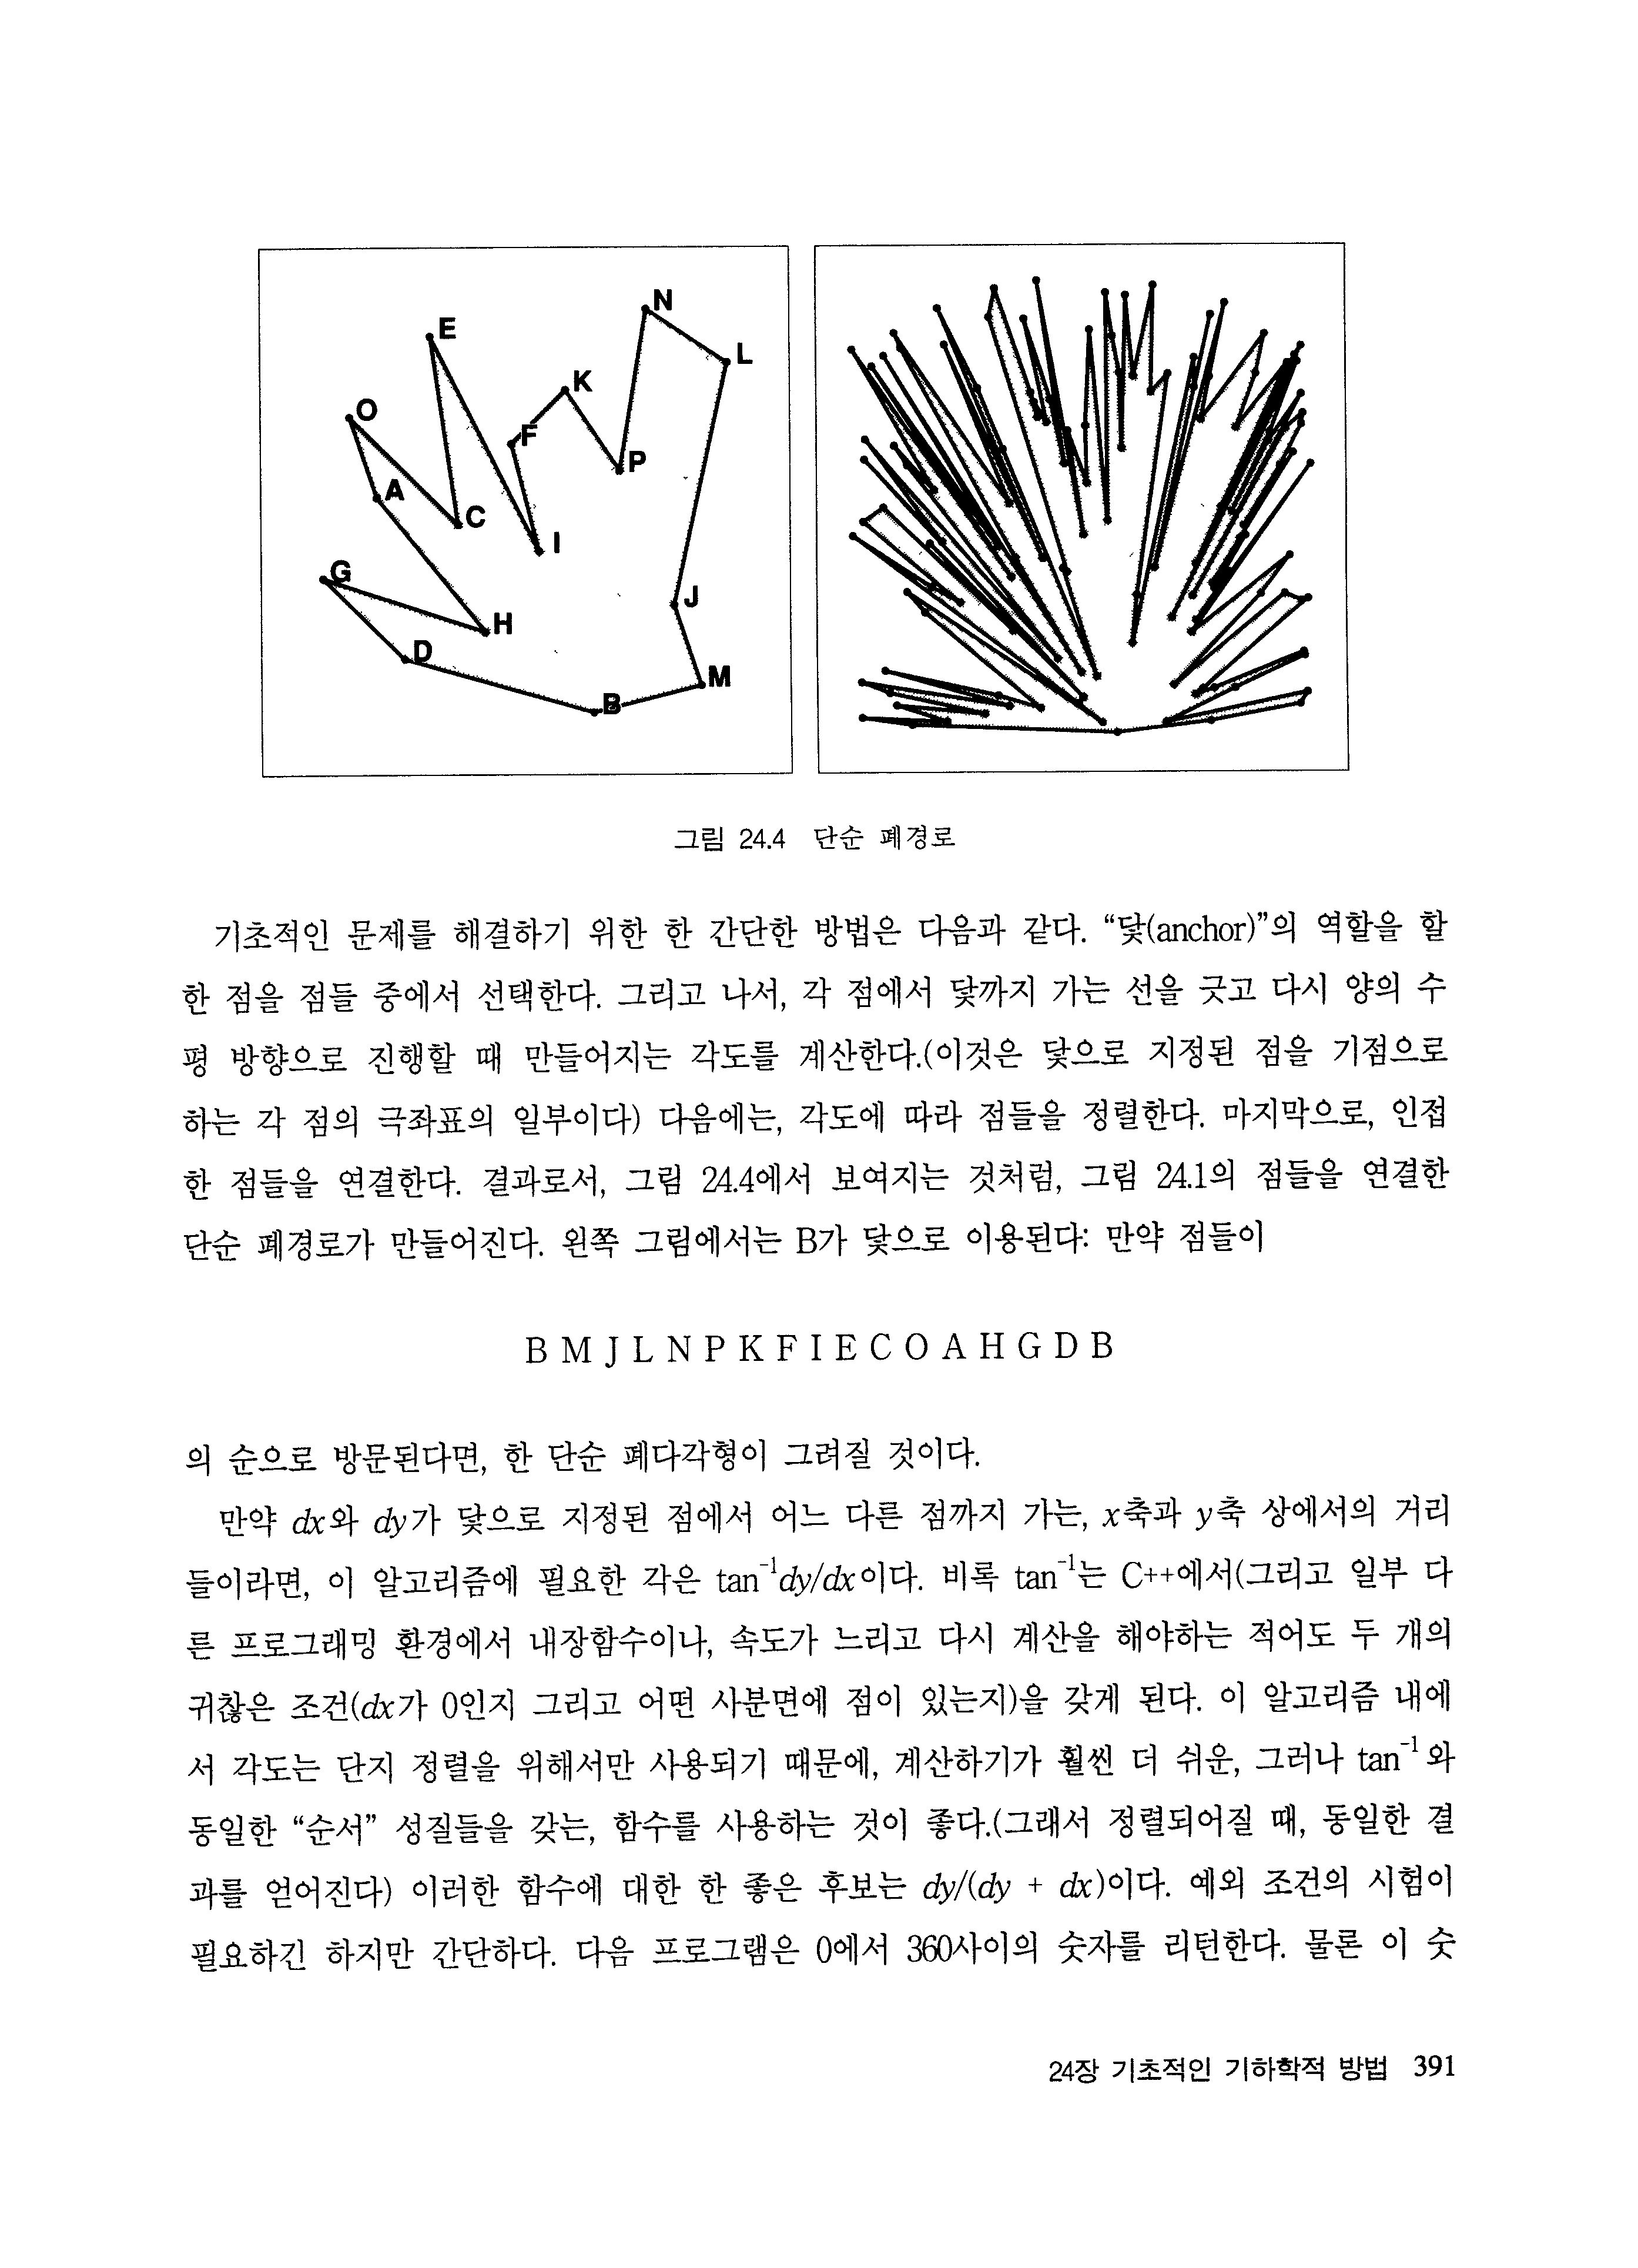 N
E
L
K
O
F
P
A
C
I
G
J
H
D
M
B
그림 24.4 단순 폐경로
기초적인 문제를 해결하기 위한 한 간단한 방법은 다음과 같다. “닻(anchor)”의 역할을 할
한 점을 점들 중에서 선택한다. 그리고 나서, 각 점에서 닻까지 가는 선을 긋고 다시 양의 수
평 방향으로 진행할 때 만들어지는 각도를 계산한다.(이것은 닻으로 지정된 점을 기점으로
하는 각 점의 극좌표의 일부이다) 다음에는, 각도에 따라 점들을 정렬한다. 마지막으로, 인접
한 점들을 연결한다. 결과로서, 그림 24.4에서 보여지는 것처럼, 그림 24.1의 점들을 연결한
단순 폐경로가 만들어진다. 왼쪽 그림에서는 B가 닻으로 이용된다: 만약 점들이
B M J L N P K F I E C O A H G D B
의 순으로 방문된다면, 한 단순 폐다각형이 그려질 것이다.
만약 dx와 dy가 닻으로 지정된 점에서 어느 다른 점까지 가는, x축과 y축 상에서의 거리
들이라면, 이 알고리즘에 필요한 각은 tan⁻¹dy/dx이다. 비록 tan⁻¹는 C++에서(그리고 일부 다
른 프로그래밍 환경에서 내장함수이나, 속도가 느리고 다시 계산을 해야하는 적어도 두 개의
귀찮은 조건(dx가 0인지 그리고 어떤 사분면에 점이 있는지)을 갖게 된다. 이 알고리즘 내에
서 각도는 단지 정렬을 위해서만 사용되기 때문에, 계산하기가 훨씬 더 쉬운, 그러나 tan⁻¹와
동일한 “순서” 성질들을 갖는, 함수를 사용하는 것이 좋다.(그래서 정렬되어질 때, 동일한 결
과를 얻어진다) 이러한 함수에 대한 한 좋은 후보는 dy/(dy + dx)이다. 예외 조건의 시험이
필요하긴 하지만 간단하다. 다음 프로그램은 0에서 360사이의 숫자를 리턴한다. 물론 이 숫
24장 기초적인 기하학적 방법 391